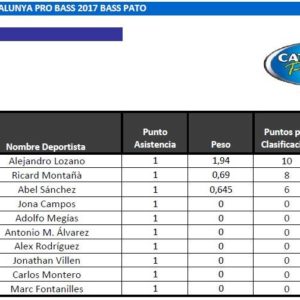 ALUNYA PRO BASS 2017 BASS PATO
CA
Nombre Deportista Punto Asistencia Peso Puntos p Clasificaci
Alejandro Lozano 1 1,94 10
Ricard Montañà 1 0,69 8
Abel Sánchez 1 0,645 6
Jona Campos 1 0 0
Adolfo Megías 1 0 0
Antonio M. Álvarez 1 0 0
Alex Rodríguez 1 0 0
Jonathan Villen 1 0 0
Carlos Montero 1 0 0
Marc Fontanilles 1 0 0